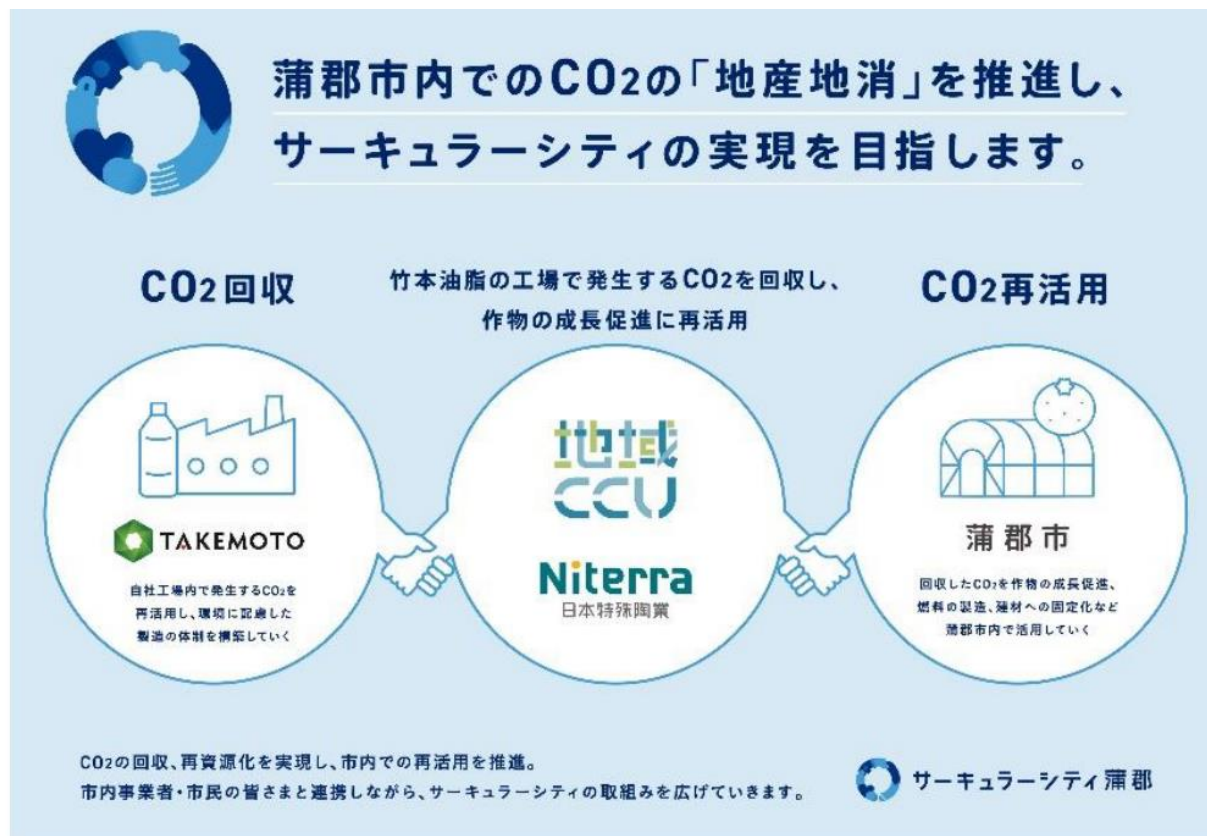 蒲郡市内でのCO2の「地産地消」を推進し、
サーキュラーシティの実現を目指します。
CO2回収
竹本油脂の工場で発生するCO2を回収し、
作物の成長促進に再活用
CO2再活用
TAKEMOTO
自社工場内で発生するCO2を
再活用し、環境に配慮した
製造の体制を構築していく
地域
CCU
Niterra
日本特殊陶業
蒲郡市
回収したCO2を作物の成長促進、
燃料の製造、建材への固定化など
蒲郡市内で活用していく
CO2の回収、再資源化を実現し、市内での再活用を推進。
市内事業者・市民の皆さまと連携しながら、サーキュラーシティの取組みを広げていきます。
サーキュラーシティ蒲郡